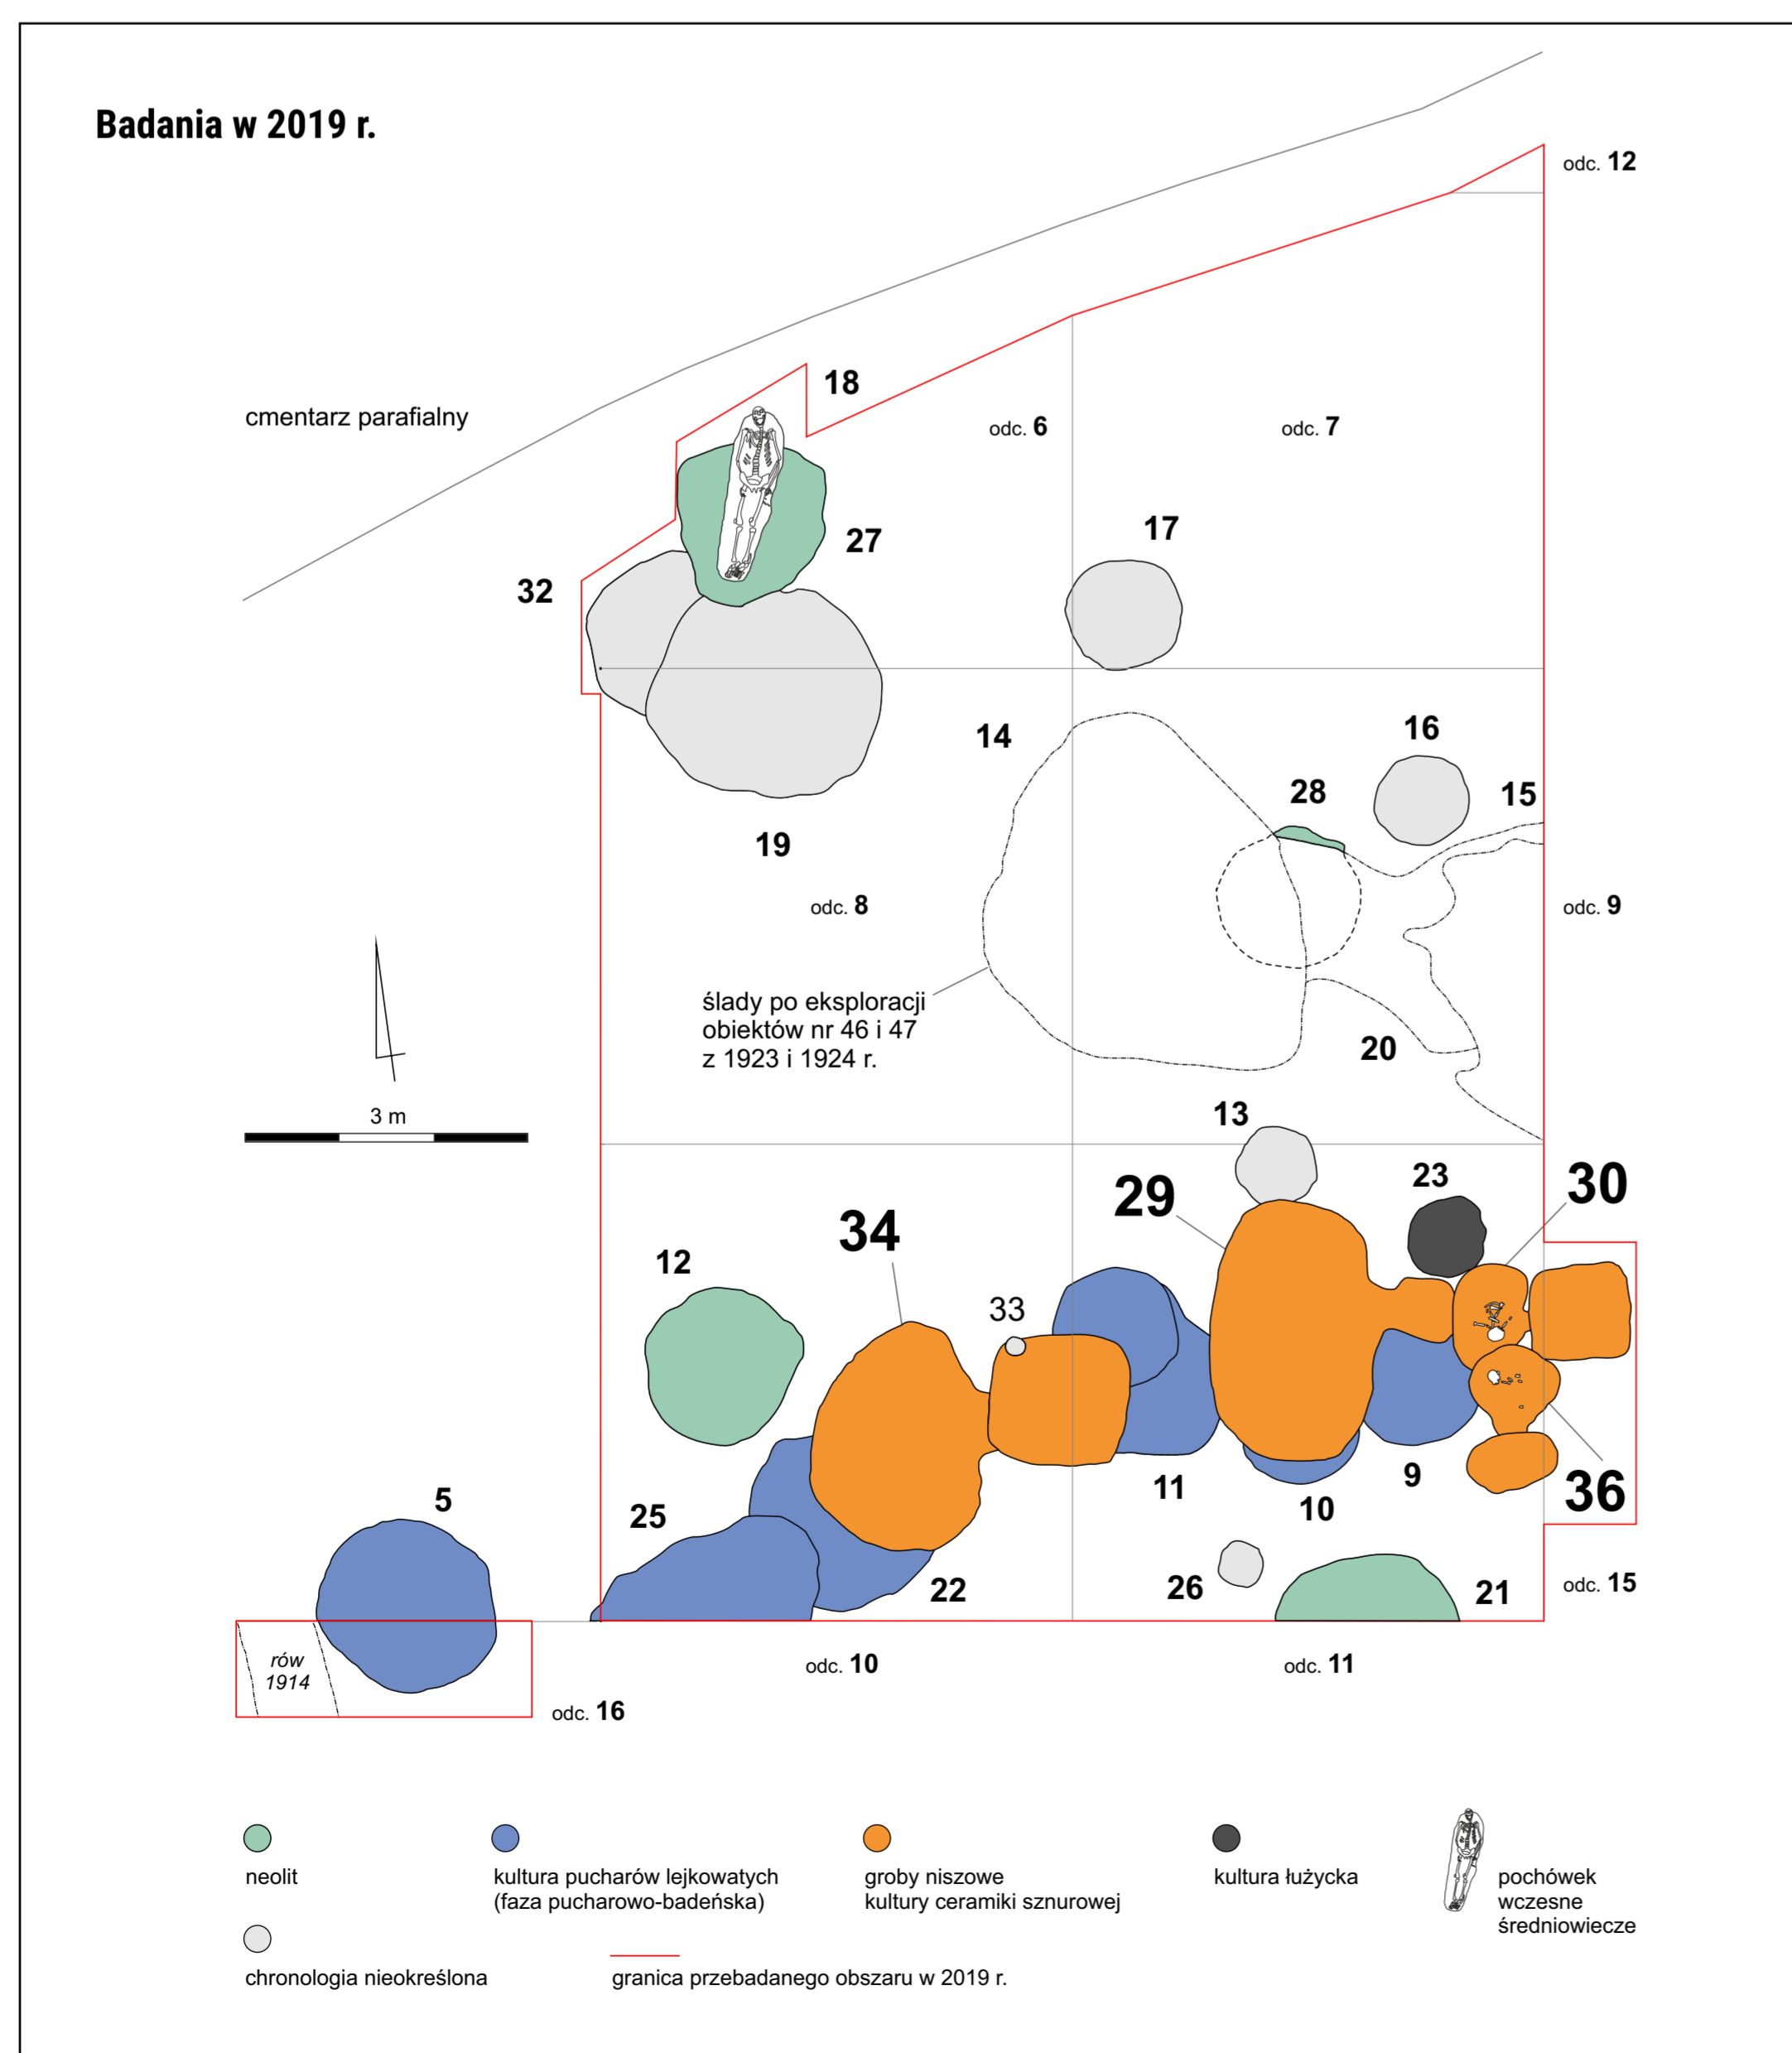 Badania w 2019 r.
odc. 12
18
cmentarz parafialny
odc. 6
odc. 7
27
17
32
14
16
28
15
19
odc. 8
odc. 9
ślady po eksploracji
obiektów nr 46 i 47
z 1923 i 1924 r.
20
3 m
13
23
30
29
34
12
33
5
25
11
10
9
36
22
26
21
odc. 15
rów
1914
odc. 10
odc. 11
odc. 16
neolit
kultura pucharów lejkowatych
(faza pucharowo-badeńska)
groby niszowe
kultury ceramiki sznurowej
kultura łużycka
pochówek
wczesne
średniowiecze
chronologia nieokreślona
granica przebadanego obszaru w 2019 r.